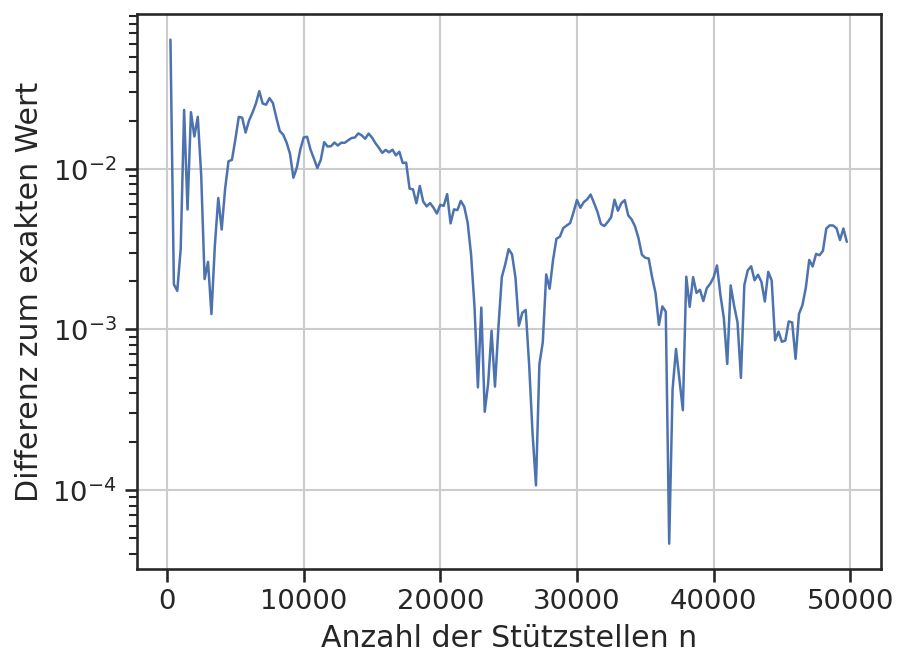 Differenz zum exakten Wert
10⁻²
10⁻³
10⁻⁴
0 10000 20000 30000 40000 50000
Anzahl der Stützstellen n